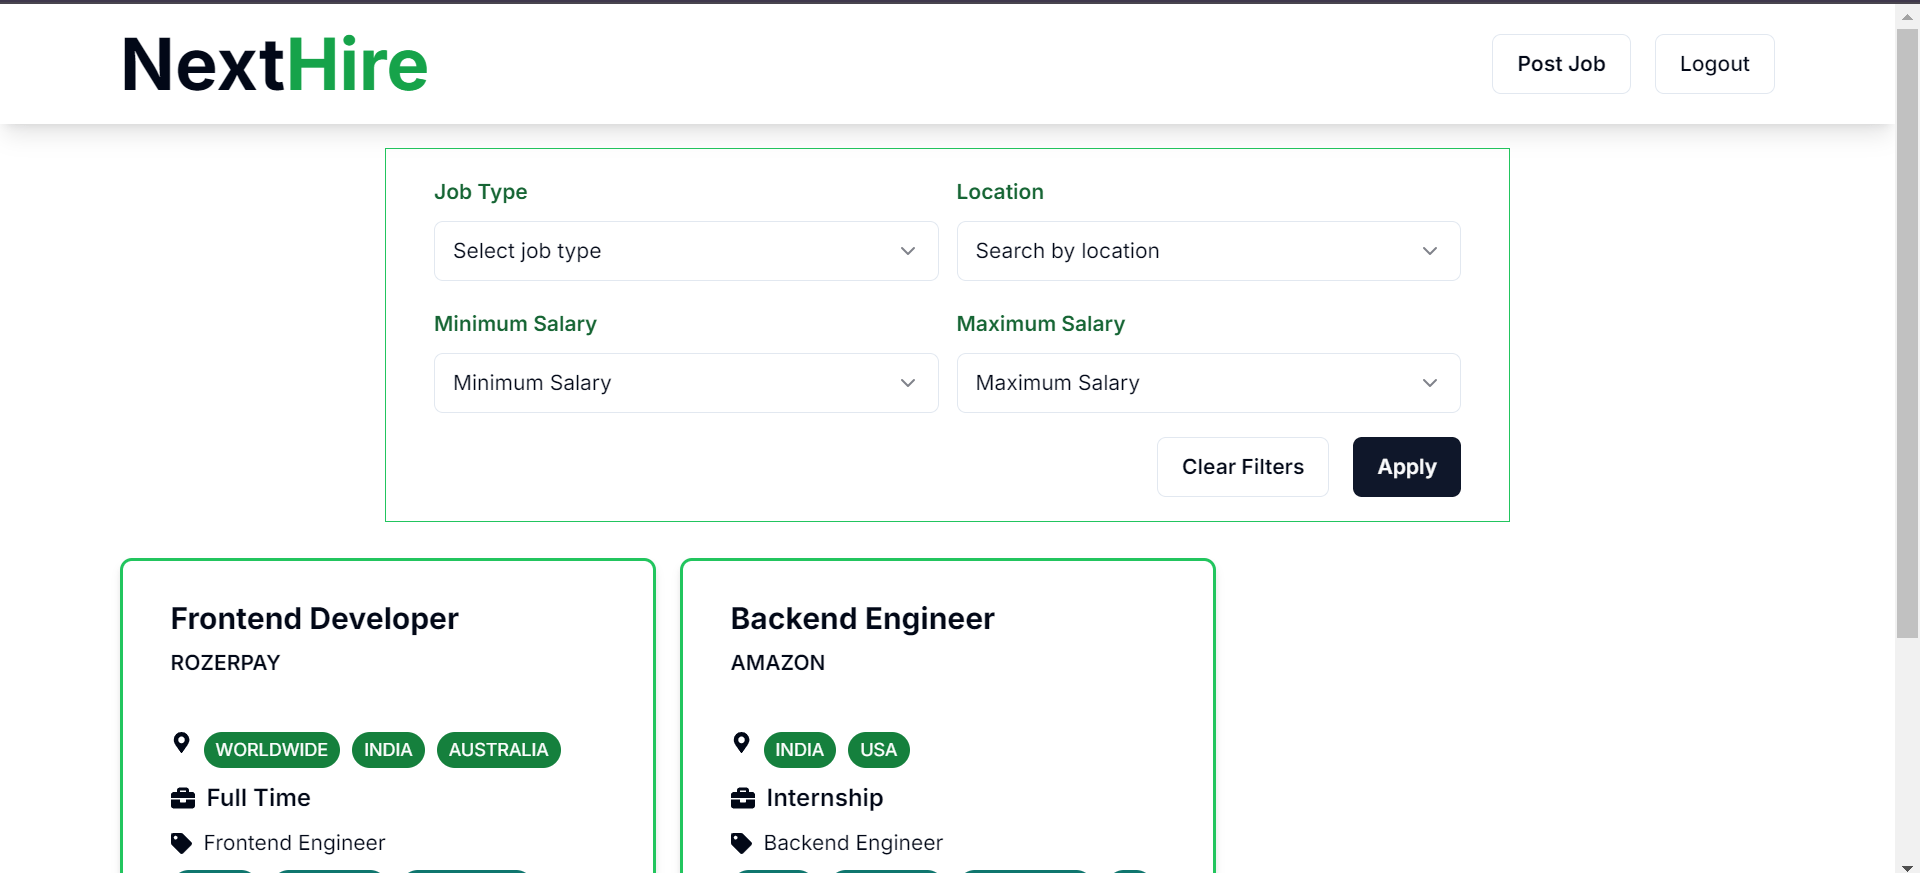 NextHire
Post Job
Logout
Job Type
Location
Select job type
Search by location
Minimum Salary
Maximum Salary
Minimum Salary
Maximum Salary
Clear Filters
Apply
Frontend Developer
ROZERPAY
WORLDWIDE INDIA AUSTRALIA
Full Time
Frontend Engineer
Backend Engineer
AMAZON
INDIA USA
Internship
Backend Engineer